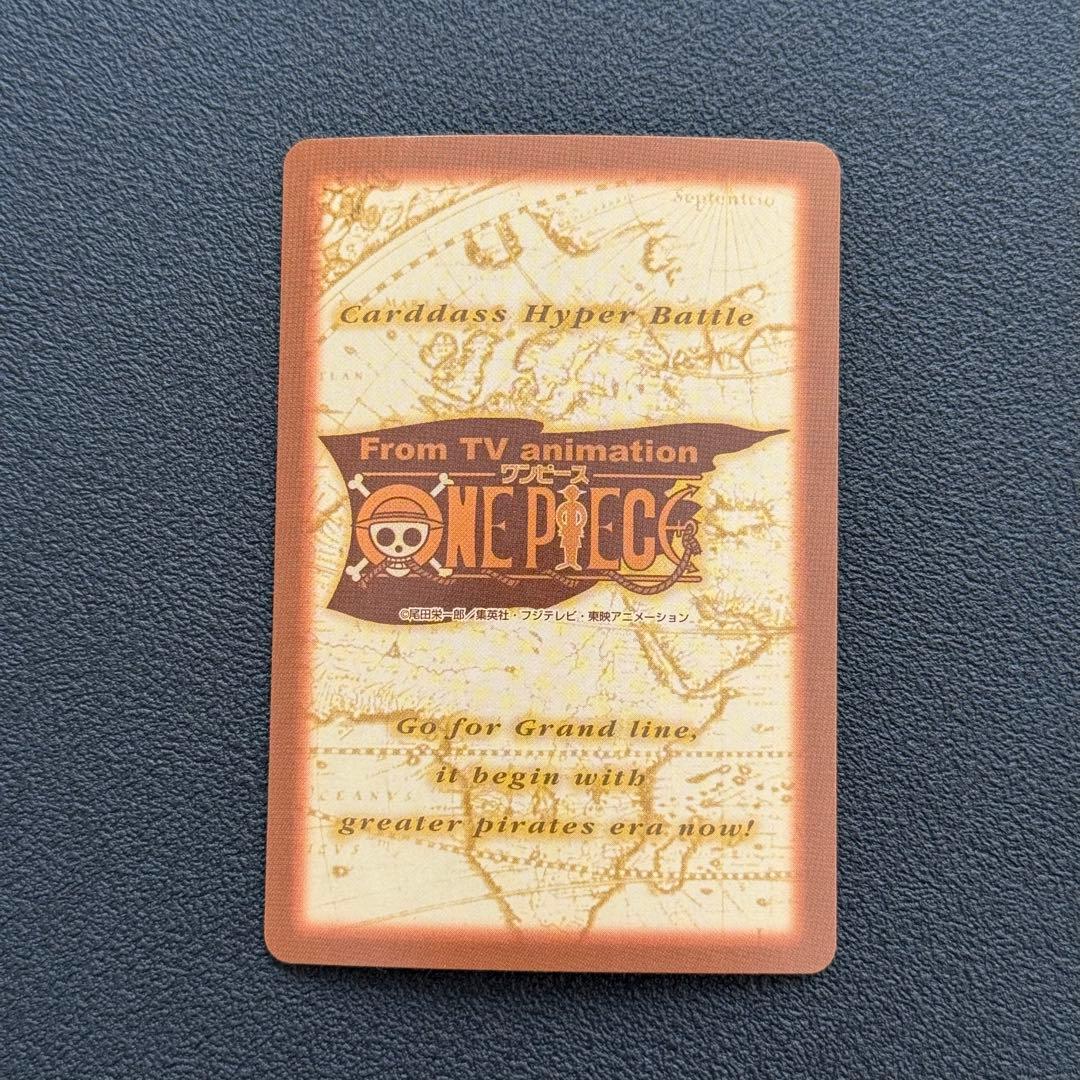 Septentrio
Carddass Hyper Battle
From TV animation
ワンピース
ONE PIECE
©尾田栄一郎/集英社・フジテレビ・東映アニメーション
Go for Grand line,
it begin with
greater pirates era now!